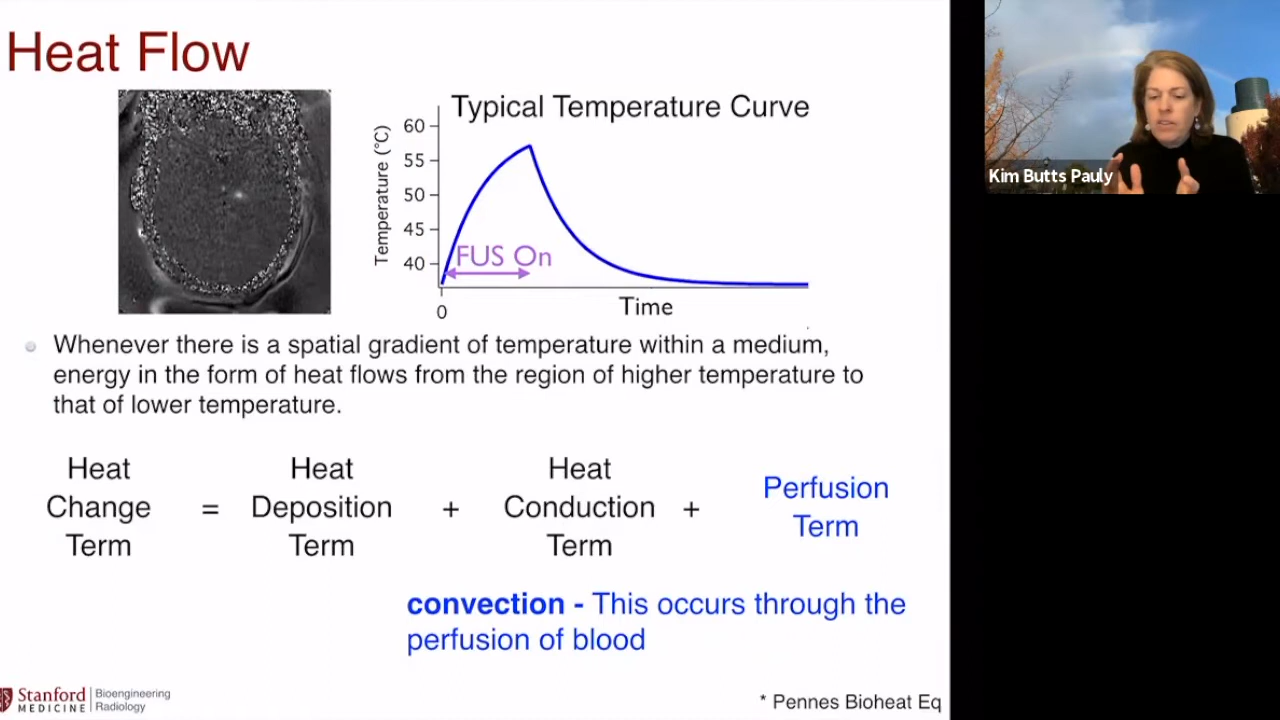 Heat Flow
Typical Temperature Curve
Temperature (°C)
60
55
50
45
40
FUS On
0
Time
Whenever there is a spatial gradient of temperature within a medium,
energy in the form of heat flows from the region of higher temperature to
that of lower temperature.
Heat
Change
Term
=
Heat
Deposition
Term
+
Heat
Conduction
Term
+
Perfusion
Term
convection - This occurs through the
perfusion of blood
Stanford
MEDICINE
Bioengineering
Radiology
* Pennes Bioheat Eq
Kim Butts Pauly